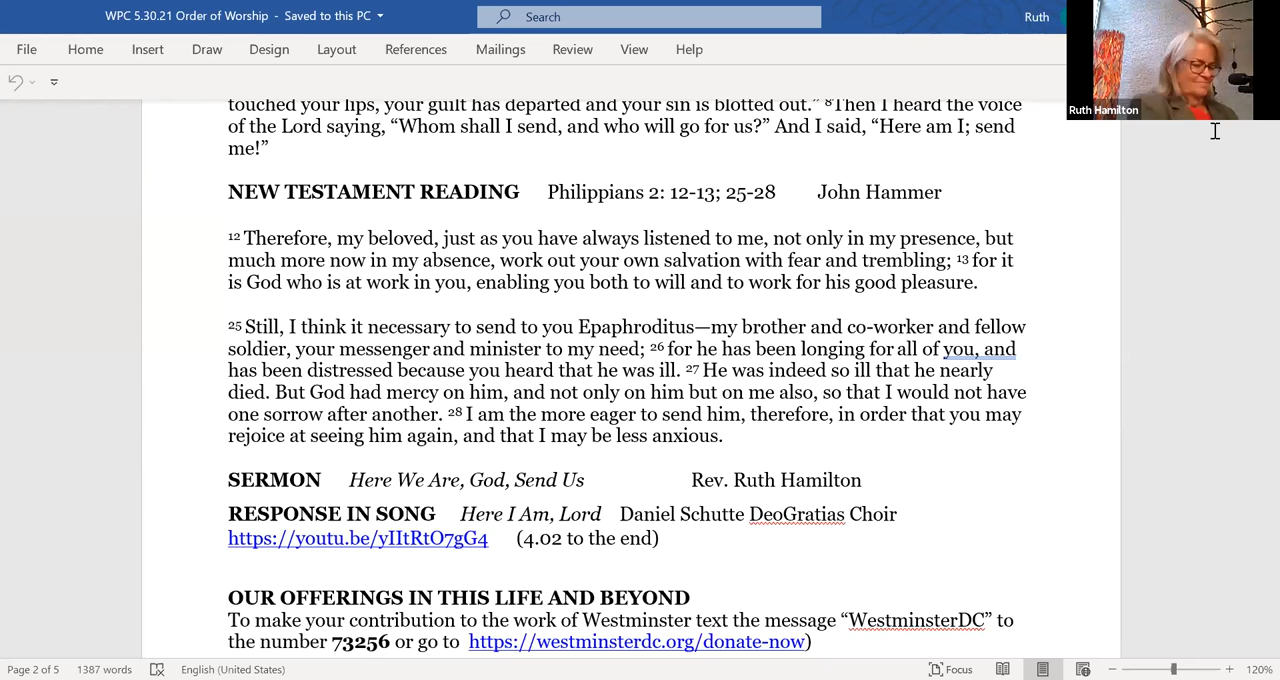 WPC 5.30.21 Order of Worship - Saved to this PC
Search
Ruth
File Home Insert Draw Design Layout References Mailings Review View Help
Ruth Hamilton
touched your lips, your guilt has departed and your sin is blotted out.” ⁸Then I heard the voice
of the Lord saying, “Whom shall I send, and who will go for us?” And I said, “Here am I; send
me!”
NEW TESTAMENT READING Philippians 2: 12-13; 25-28 John Hammer
¹² Therefore, my beloved, just as you have always listened to me, not only in my presence, but
much more now in my absence, work out your own salvation with fear and trembling; ¹³ for it
is God who is at work in you, enabling you both to will and to work for his good pleasure.
²⁵ Still, I think it necessary to send to you Epaphroditus—my brother and co-worker and fellow
soldier, your messenger and minister to my need; ²⁶ for he has been longing for all of you, and
has been distressed because you heard that he was ill. ²⁷ He was indeed so ill that he nearly
died. But God had mercy on him, and not only on him but on me also, so that I would not have
one sorrow after another. ²⁸ I am the more eager to send him, therefore, in order that you may
rejoice at seeing him again, and that I may be less anxious.
SERMON Here We Are, God, Send Us Rev. Ruth Hamilton
RESPONSE IN SONG Here I Am, Lord Daniel Schutte DeoGratias Choir
https://youtu.be/yIItRtO7gG4 (4.02 to the end)
OUR OFFERINGS IN THIS LIFE AND BEYOND
To make your contribution to the work of Westminster text the message “WestminsterDC” to
the number 73256 or go to https://westminsterdc.org/donate-now)
Page 2 of 5 1387 words English (United States) Focus 120%